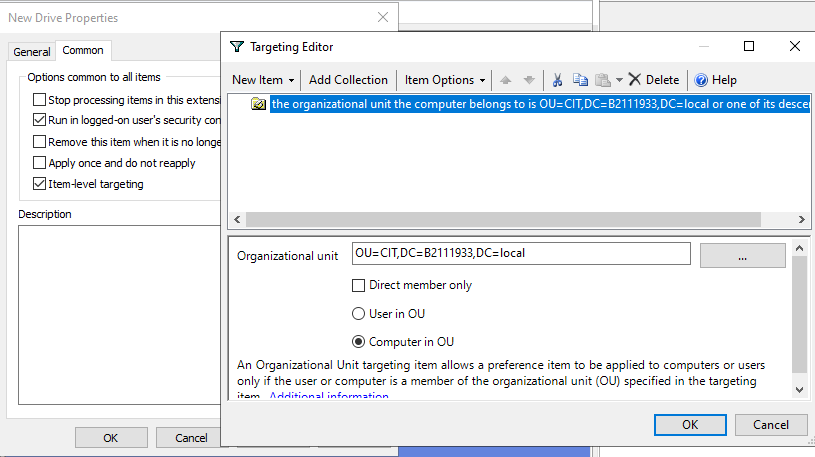 New Drive Properties
General
Common
Options common to all items
Stop processing items in this extensi
Run in logged-on user's security con
Remove this item when it is no longe
Apply once and do not reapply
Item-level targeting
Description
OK
Cancel
Targeting Editor
New Item
Add Collection
Item Options
Delete
Help
the organizational unit the computer belongs to is OU=CIT,DC=B2111933,DC=local or one of its descen
Organizational unit
OU=CIT,DC=B2111933,DC=local
...
Direct member only
User in OU
Computer in OU
An Organizational Unit targeting item allows a preference item to be applied to computers or users
only if the user or computer is a member of the organizational unit (OU) specified in the targeting
item. Additional information
OK
Cancel